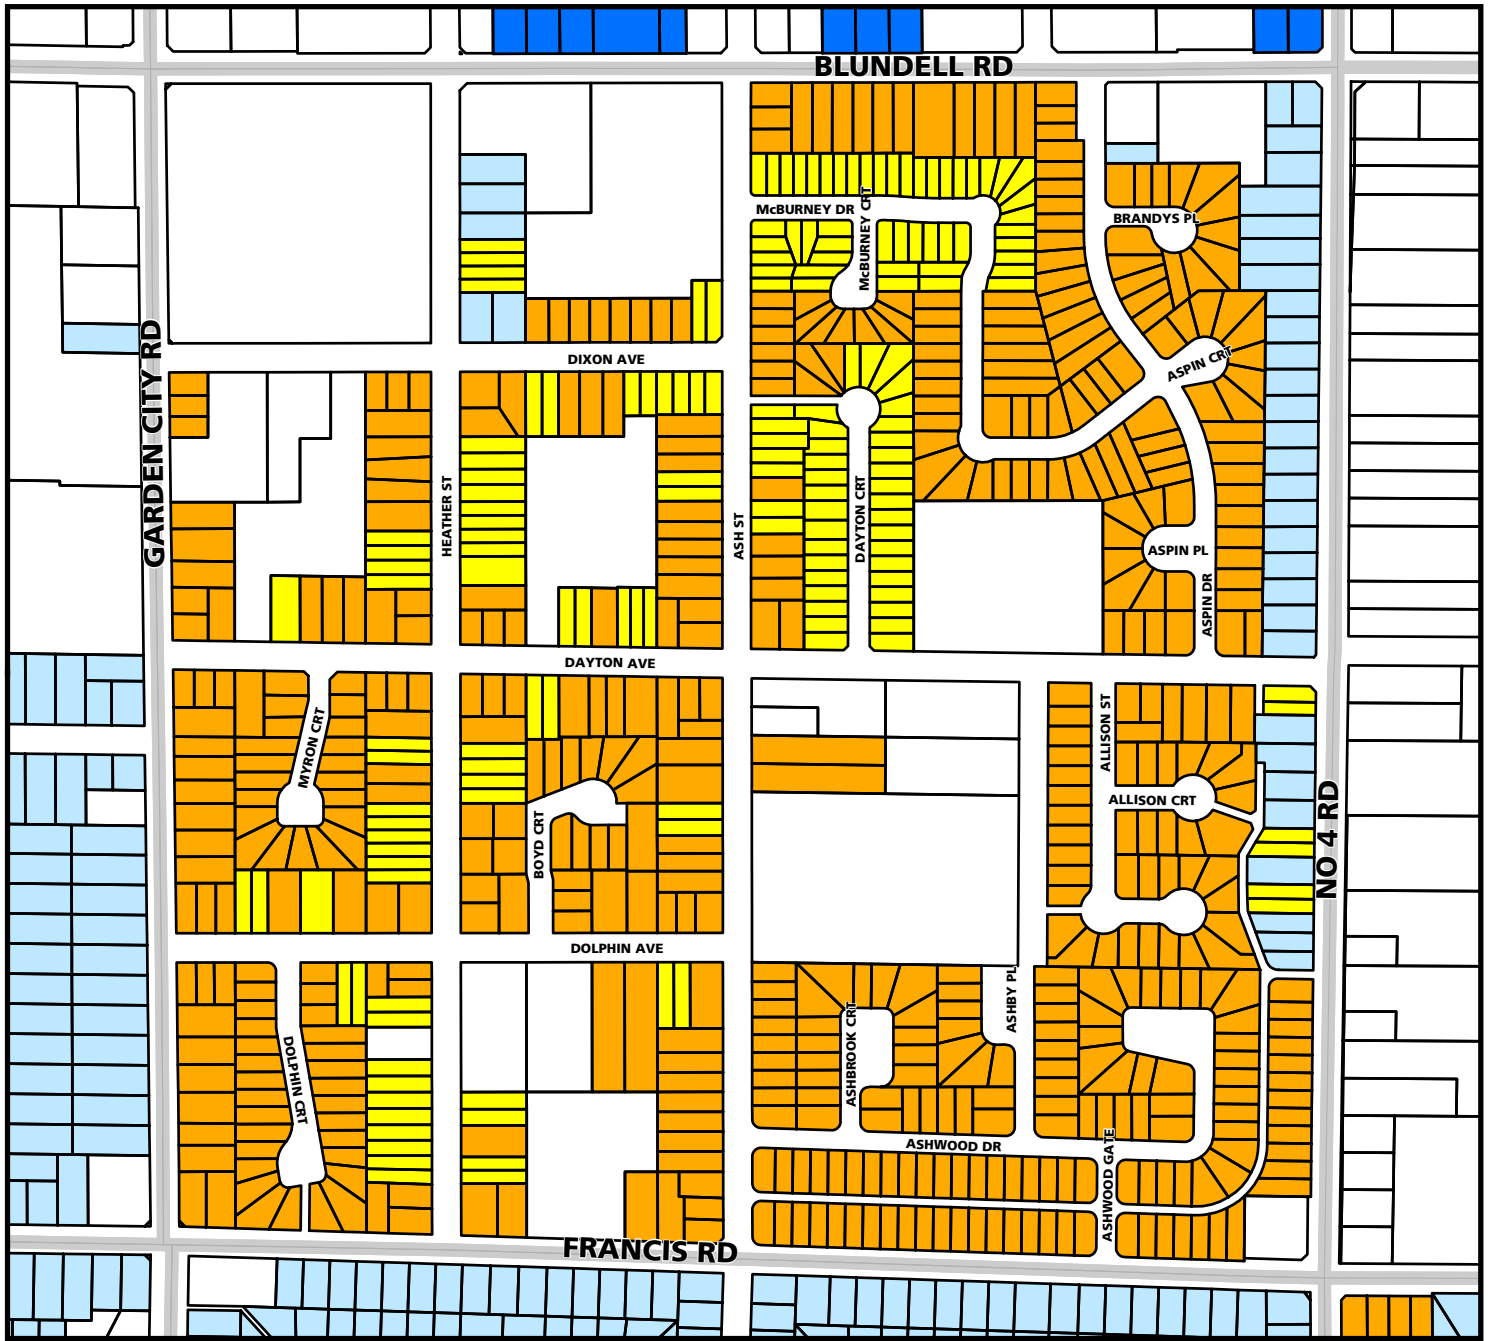 BLUNDELL RD
McBURNEY DR
McBURNEY CRT
BRANDYS PL
GARDEN CITY RD
DIXON AVE
ASPIN CRT
HEATHER ST
ASH ST
DAYTON CRT
ASPIN PL
ASPIN DR
DAYTON AVE
MYRON CRT
ALLISON ST
ALLISON CRT
BOYD CRT
NO 4 RD
DOLPHIN AVE
ASHBY PL
DOLPHIN CRT
ASHBROOK CRT
ASHWOOD DR
ASHWOOD GATE
FRANCIS RD